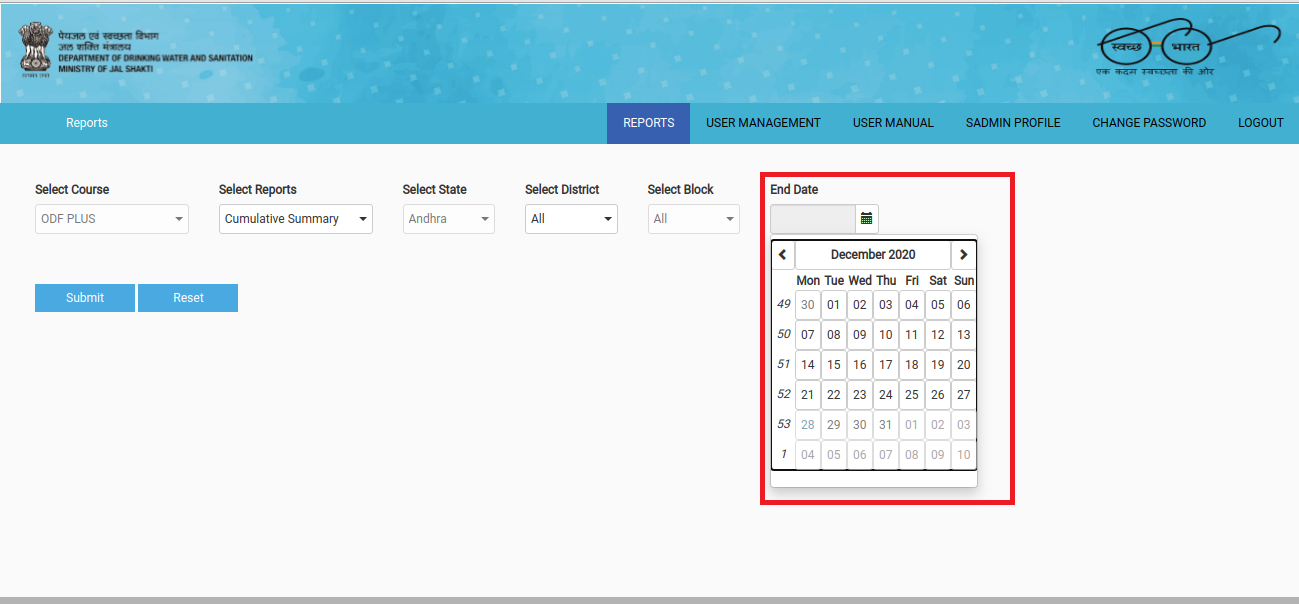 पेयजल एवं स्वच्छता विभाग
जल शक्ति मंत्रालय
DEPARTMENT OF DRINKING WATER AND SANITATION
MINISTRY OF JAL SHAKTI
स्वच्छ भारत
एक कदम स्वच्छता की ओर
Reports REPORTS USER MANAGEMENT USER MANUAL SADMIN PROFILE CHANGE PASSWORD LOGOUT
Select Course Select Reports Select State Select District Select Block End Date
ODF PLUS Cumulative Summary Andhra All All
December 2020
Mon Tue Wed Thu Fri Sat Sun
49 30 01 02 03 04 05 06
50 07 08 09 10 11 12 13
51 14 15 16 17 18 19 20
52 21 22 23 24 25 26 27
53 28 29 30 31 01 02 03
1 04 05 06 07 08 09 10
Submit Reset